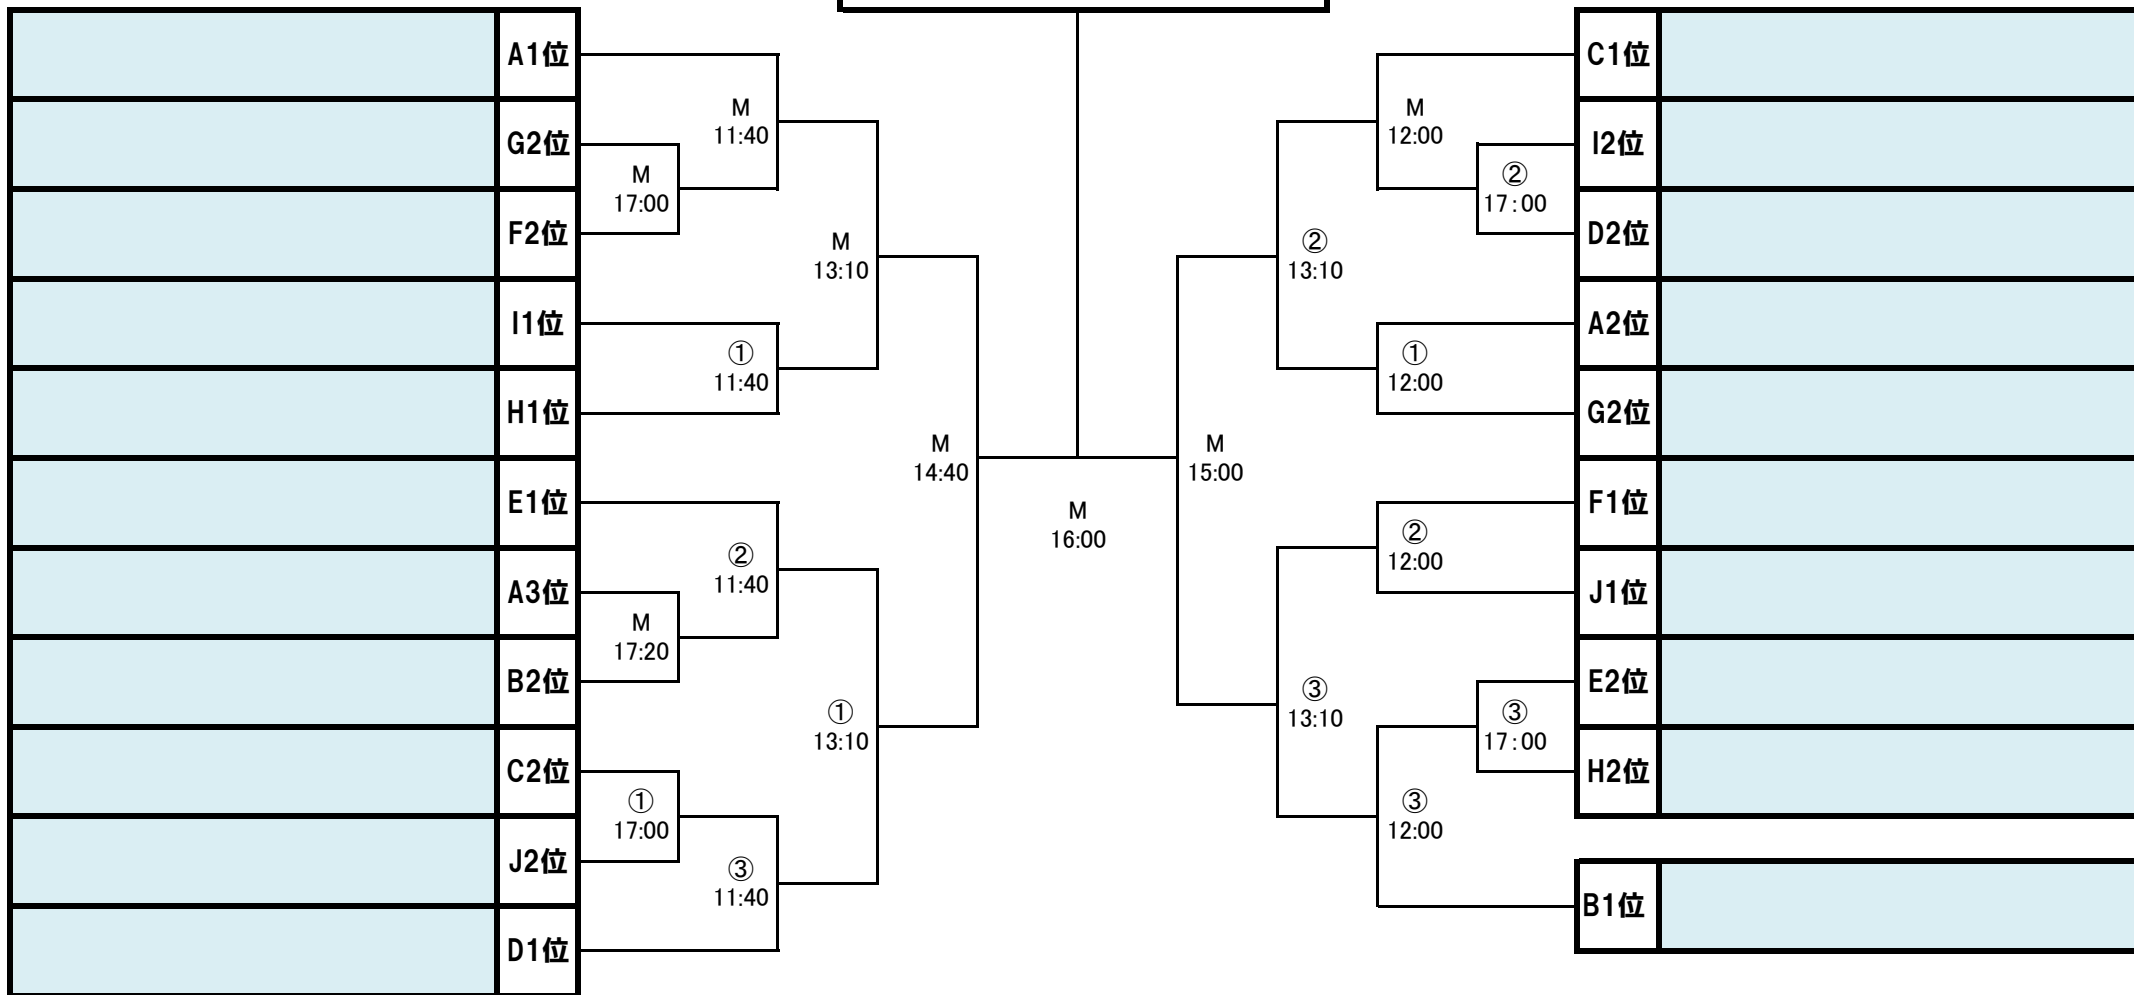 A1位
G2位
F2位
I1位
H1位
E1位
A3位
B2位
C2位
J2位
D1位
M
17:00
M
17:20
①
17:00
M
11:40
①
11:40
②
11:40
③
11:40
M
13:10
①
13:10
M
14:40
M
16:00
M
15:00
②
13:10
③
13:10
M
12:00
①
12:00
②
12:00
③
12:00
②
17:00
③
17:00
C1位
I2位
D2位
A2位
G2位
F1位
J1位
E2位
H2位
B1位